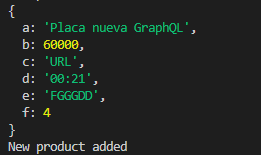 {
a: 'Placa nueva GraphQL',
b: 60000,
c: 'URL',
d: '00:21',
e: 'FGGGDD',
f: 4
}
New product added